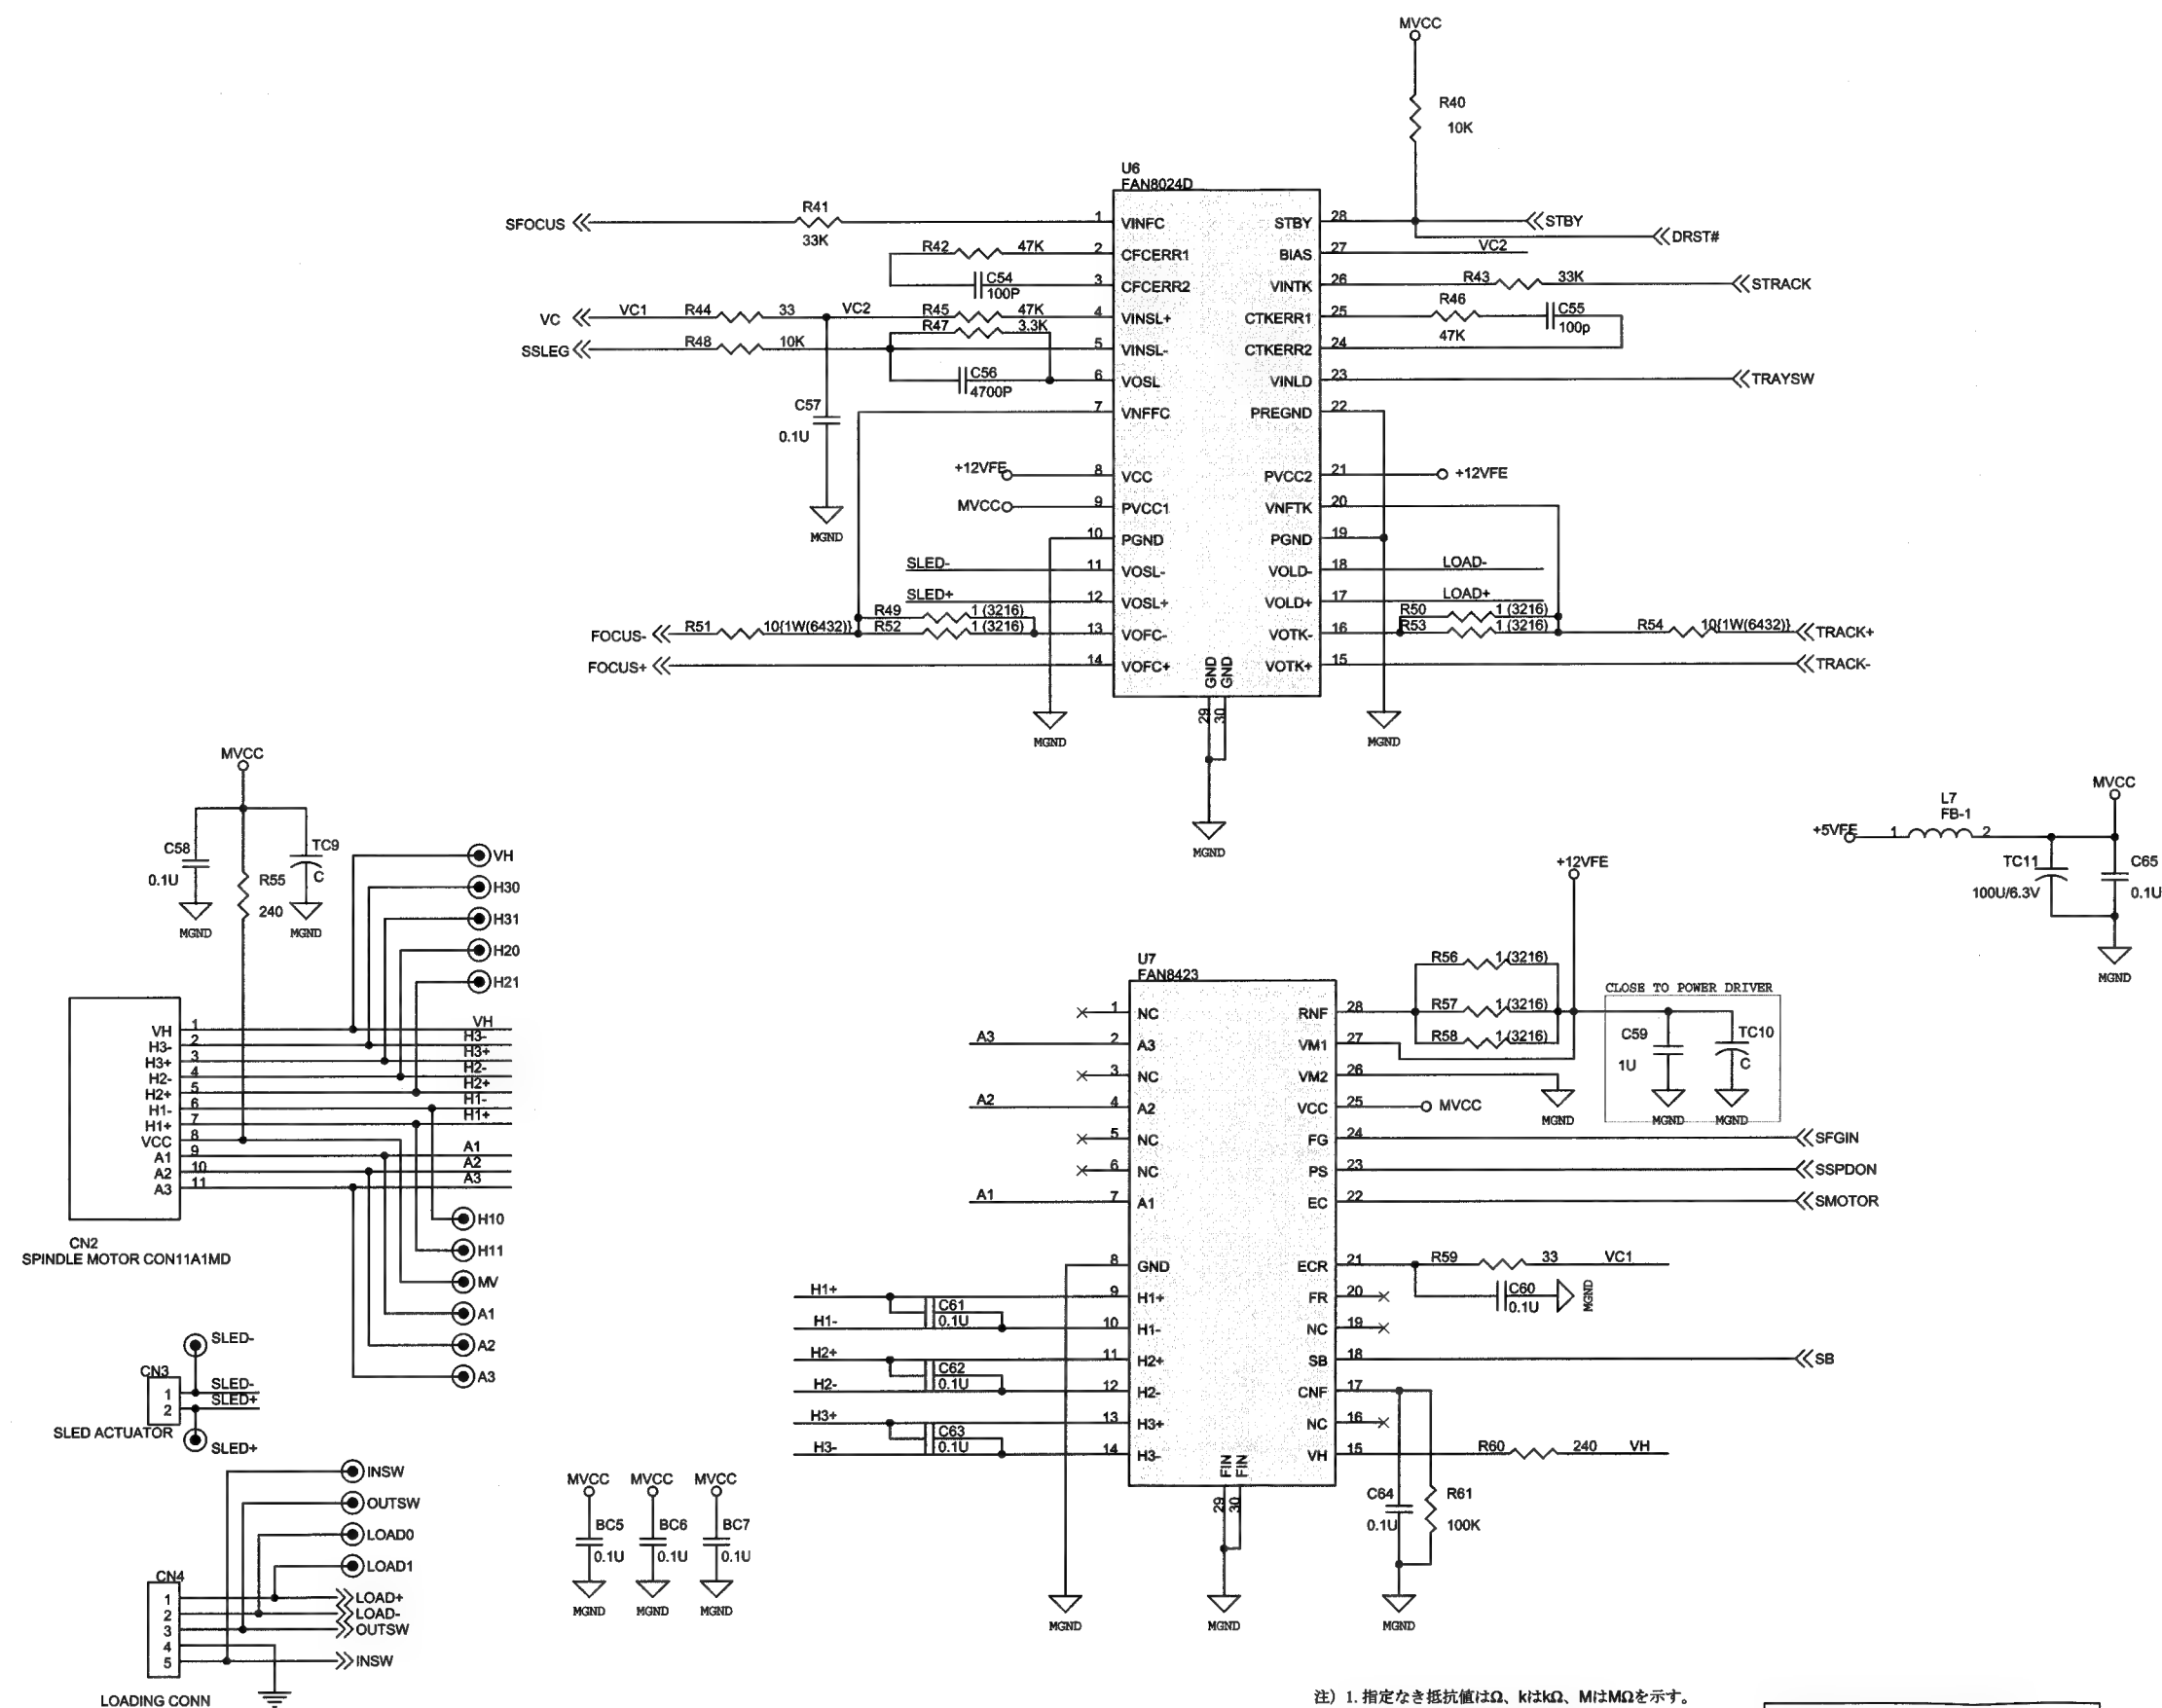 MVCC
R40
10K
U6
FAN8024D
SFOCUS
R41
33K
1
VINFC
STBY
28
STBY
DRST#
R42
47K
2
CFCERR1
BIAS
27
VC2
C54
100P
3
CFCERR2
VINTK
26
R43
33K
STRACK
VC
VC1
R44
33
VC2
R45
47K
4
VINSL+
CTKERR1
25
R46
47K
C55
100p
R47
3.3K
SSLEG
R48
10K
5
VINSL-
CTKERR2
24
C56
4700P
6
VOSL
VINLD
23
TRAYSW
C57
0.1U
MGND
7
VNFFC
PREGND
22
+12VFE
8
VCC
PVCC2
21
+12VFE
MVCC
9
PVCC1
VNFTK
20
10
PGND
PGND
19
SLED-
11
VOSL-
VOLD-
18
LOAD-
SLED+
12
VOSL+
VOLD+
17
LOAD+
R49
1 (3216)
R50
1 (3216)
FOCUS-
R51
10{1W(6432)}
R52
1 (3216)
13
VOFC-
VOTK-
16
R53
1 (3216)
R54
10{1W(6432)}
TRACK+
FOCUS+
14
VOFC+
VOTK+
15
TRACK-
GND
GND
29
30
MGND
MGND
MGND
MVCC
C58
0.1U
R55
240
TC9
C
MGND
MGND
VH
H30
H31
H20
H21
VH
1
VH
H3-
2
H3-
H3+
3
H3+
H2-
4
H2-
H2+
5
H2+
H1-
6
H1-
H1+
7
H1+
VCC
8
A1
9
A1
A2
10
A2
A3
11
A3
CN2
SPINDLE MOTOR CON11A1MD
H10
H11
MV
A1
A2
A3
SLED-
CN3
1
SLED-
2
SLED+
SLED ACTUATOR
SLED+
INSW
OUTSW
LOAD0
LOAD1
CN4
1
LOAD+
2
LOAD-
3
OUTSW
4
5
INSW
LOADING CONN
MVCC
MVCC
MVCC
BC5
0.1U
BC6
0.1U
BC7
0.1U
MGND
MGND
MGND
+5VFE
1
L7
FB-1
2
MVCC
TC11
100U/6.3V
C65
0.1U
MGND
U7
FAN8423
+12VFE
R56
1 (3216)
1
NC
RNF
28
R57
1 (3216)
A3
2
A3
VM1
27
R58
1 (3216)
CLOSE TO POWER DRIVER
C59
1U
TC10
C
MGND
MGND
3
NC
VM2
26
MGND
A2
4
A2
VCC
25
MVCC
5
NC
FG
24
SFGIN
6
NC
PS
23
SSPDON
A1
7
A1
EC
22
SMOTOR
8
GND
ECR
21
R59
33
VC1
H1+
9
H1+
FR
20
C60
0.1U
MGND
C61
0.1U
H1-
10
H1-
NC
19
H2+
11
H2+
SB
18
SB
C62
0.1U
H2-
12
H2-
CNF
17
H3+
13
H3+
NC
16
C63
0.1U
H3-
14
H3-
VH
15
R60
240
VH
FIN
FIN
29
30
C64
0.1U
R61
100K
MGND
MGND
MGND
注) 1. 指定なき抵抗値はΩ、kはkΩ、MはMΩを示す。